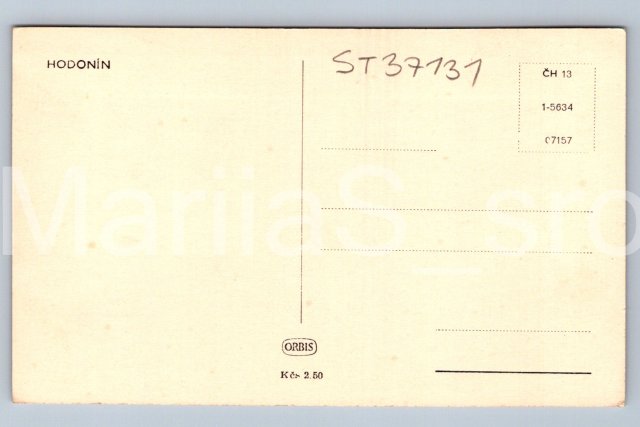 HODONÍN
ST37131
ČH 13
1-5634
07157
MariiaS_sro
ORBIS
Kčs 2.50